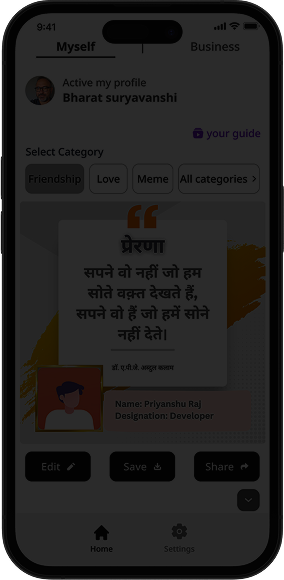 9:41
Myself | Business
Active my profile
Bharat suryavanshi
your guide
Select Category
Friendship Love Meme All categories >
प्रेरणा
सपने वो नहीं जो हम
सोते वक़्त देखते हैं,
सपने वो हैं जो हमें सोने
नहीं देते।
डॉ. ए.पी.जे. अब्दुल कलाम
Name: Priyanshu Raj
Designation: Developer
Edit Save Share
Home Settings